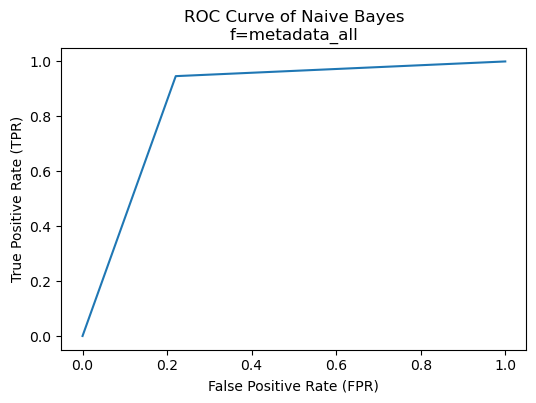 ROC Curve of Naive Bayes
f=metadata_all
1.0
0.8
0.6
0.4
0.2
0.0
True Positive Rate (TPR)
0.0 0.2 0.4 0.6 0.8 1.0
False Positive Rate (FPR)